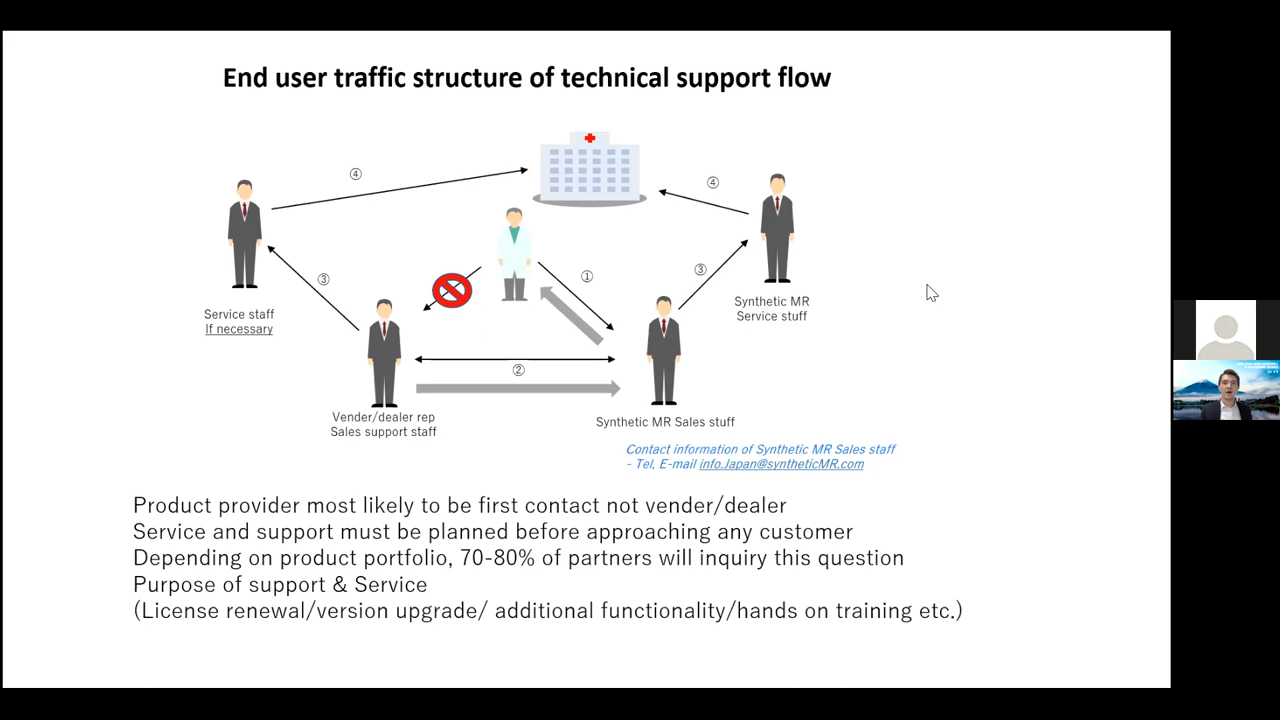 End user traffic structure of technical support flow
④
④
③
①
③
Service staff
If necessary
Synthetic MR
Service stuff
②
Vender/dealer rep
Sales support staff
Synthetic MR Sales stuff
Contact information of Synthetic MR Sales staff
- Tel, E-mail info.Japan@syntheticMR.com
Product provider most likely to be first contact not vender/dealer
Service and support must be planned before approaching any customer
Depending on product portfolio, 70-80% of partners will inquiry this question
Purpose of support & Service
(License renewal/version upgrade/ additional functionality/hands on training etc.)